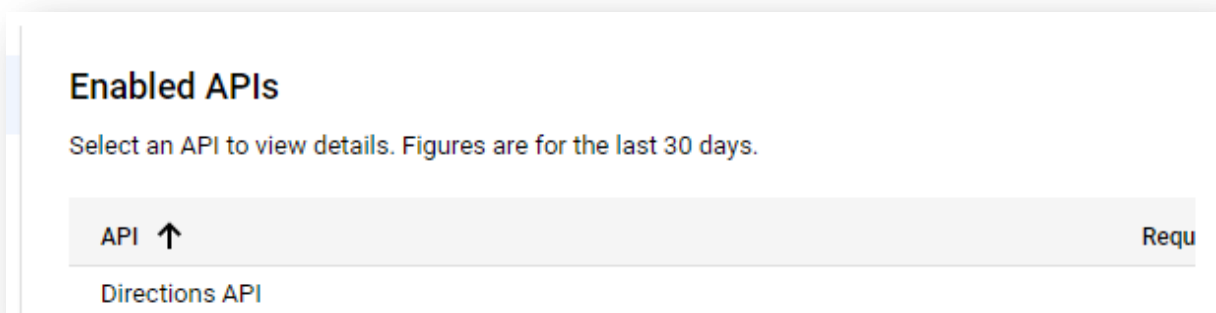 Enabled APIs
Select an API to view details. Figures are for the last 30 days.
API ↑ Requ
Directions API